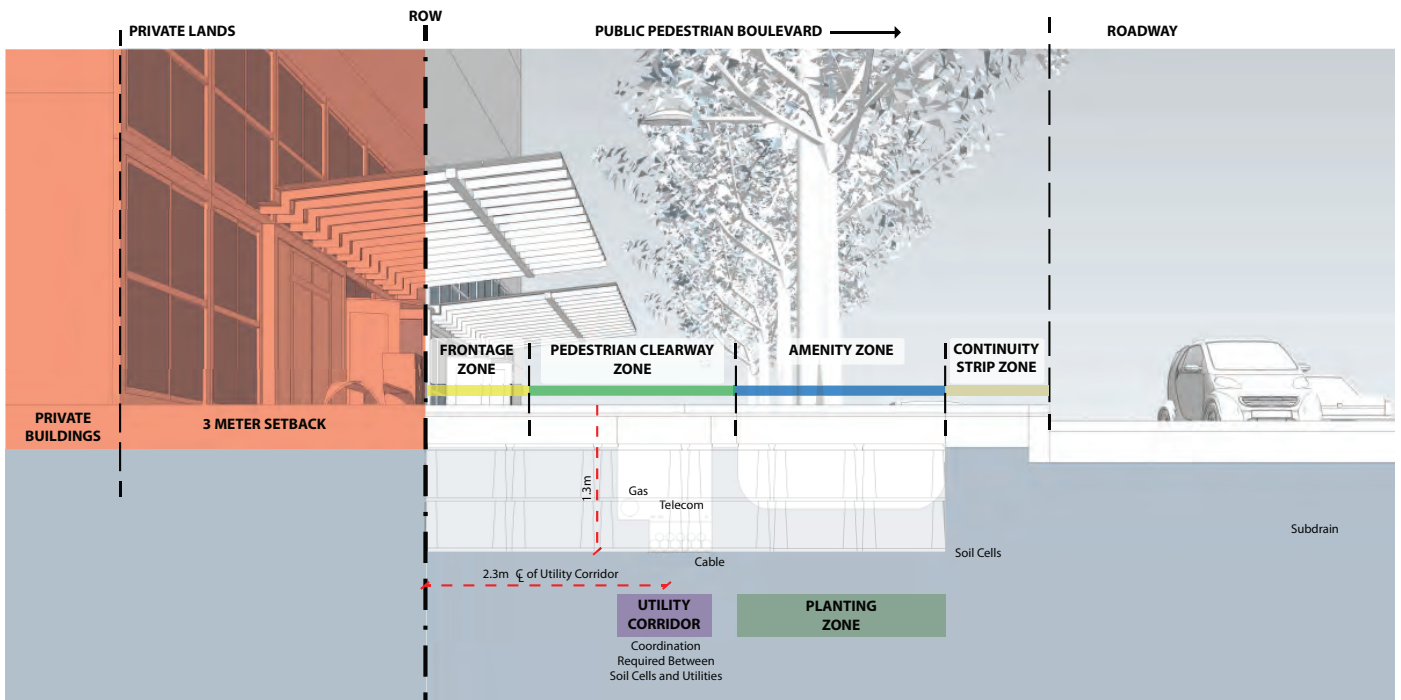 ROW
PRIVATE LANDS
PUBLIC PEDESTRIAN BOULEVARD
ROADWAY
FRONTAGE
ZONE
PEDESTRIAN CLEARWAY
ZONE
AMENITY ZONE
CONTINUITY
STRIP ZONE
PRIVATE
BUILDINGS
3 METER SETBACK
1.3m
Gas
Telecom
Cable
Soil Cells
Subdrain
2.3m ℄ of Utility Corridor
UTILITY
CORRIDOR
PLANTING
ZONE
Coordination
Required Between
Soil Cells and Utilities